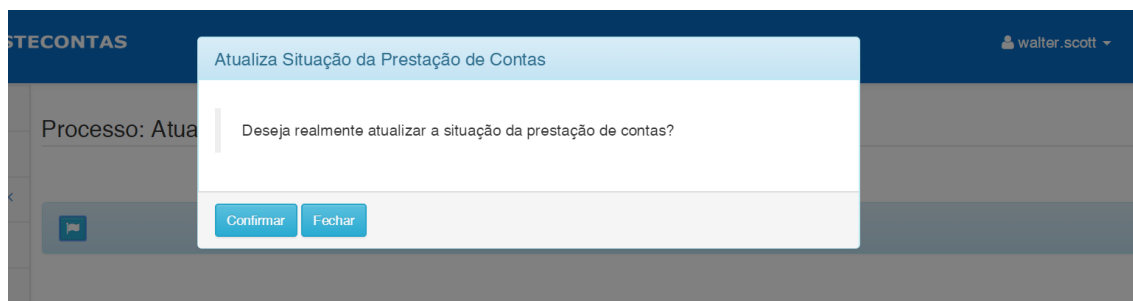 STECONTAS
walter.scott
Atualiza Situação da Prestação de Contas
Processo: Atua
Deseja realmente atualizar a situação da prestação de contas?
Confirmar
Fechar